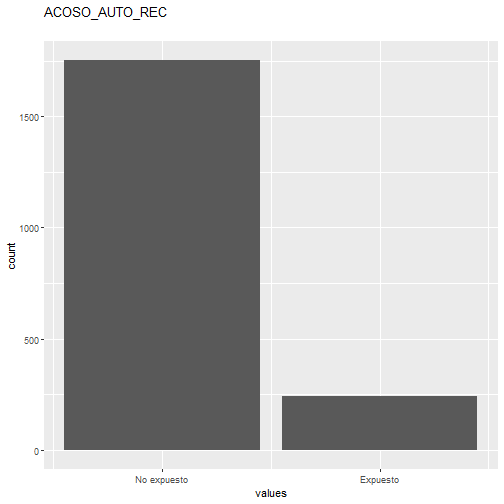 ACOSO_AUTO_REC
count
1500
1000
500
0
No expuesto
Expuesto
values